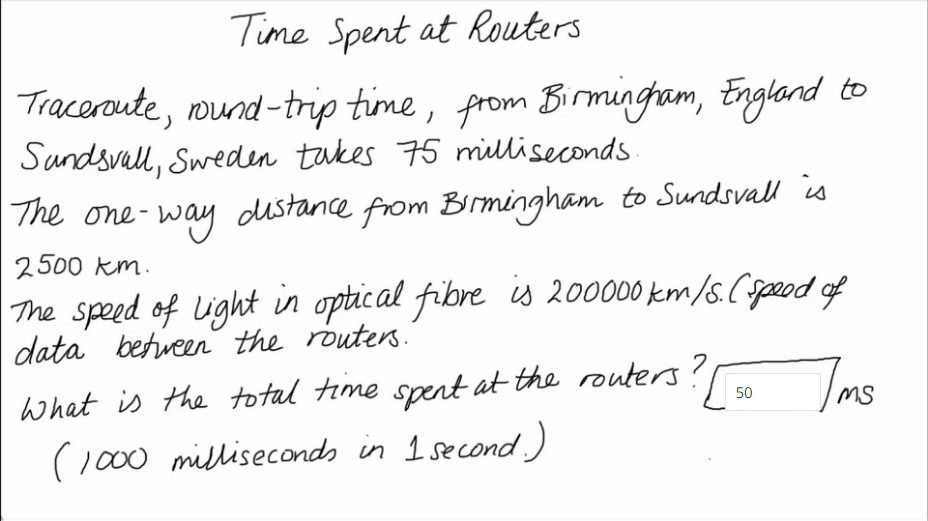 Time Spent at Routers
Traceroute, round-trip time, from Birmingham, England to
Sundsvall, Sweden takes 75 milliseconds.
The one-way distance from Birmingham to Sundsvall is
2500 km.
The speed of light in optical fibre is 200000 km/s. (speed of
data between the routers.
What is the total time spent at the routers? 50 ms
(1000 milliseconds in 1 second.)